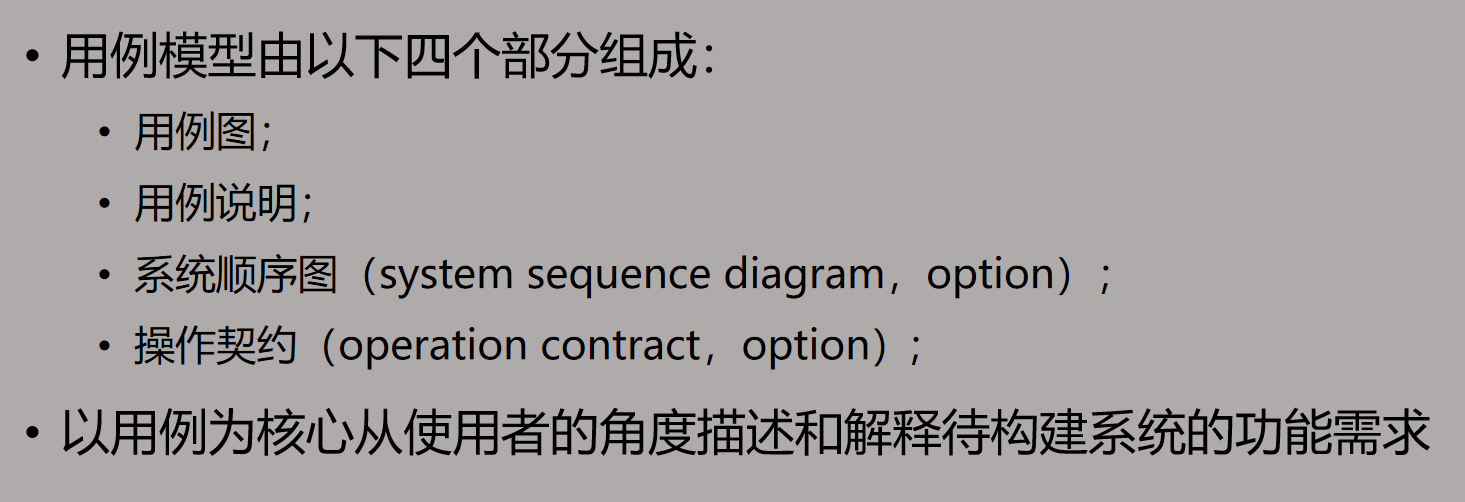 • 用例模型由以下四个部分组成：
• 用例图；
• 用例说明；
• 系统顺序图（system sequence diagram，option）；
• 操作契约（operation contract，option）；
• 以用例为核心从使用者的角度描述和解释待构建系统的功能需求